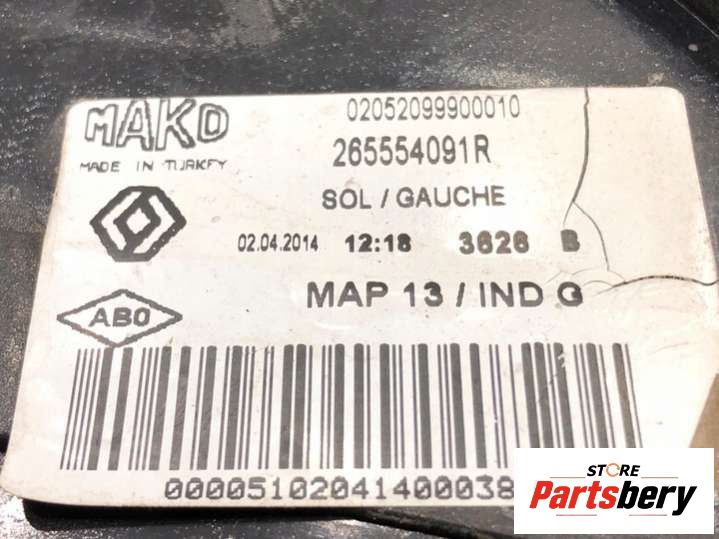 MAKO
02052099900010
MADE IN TURKEY
265554091R
SOL / GAUCHE
02.04.2014 12:18 3626 B
MAP 13 / IND G
ABO
00005102041400038
STORE
Partsbery